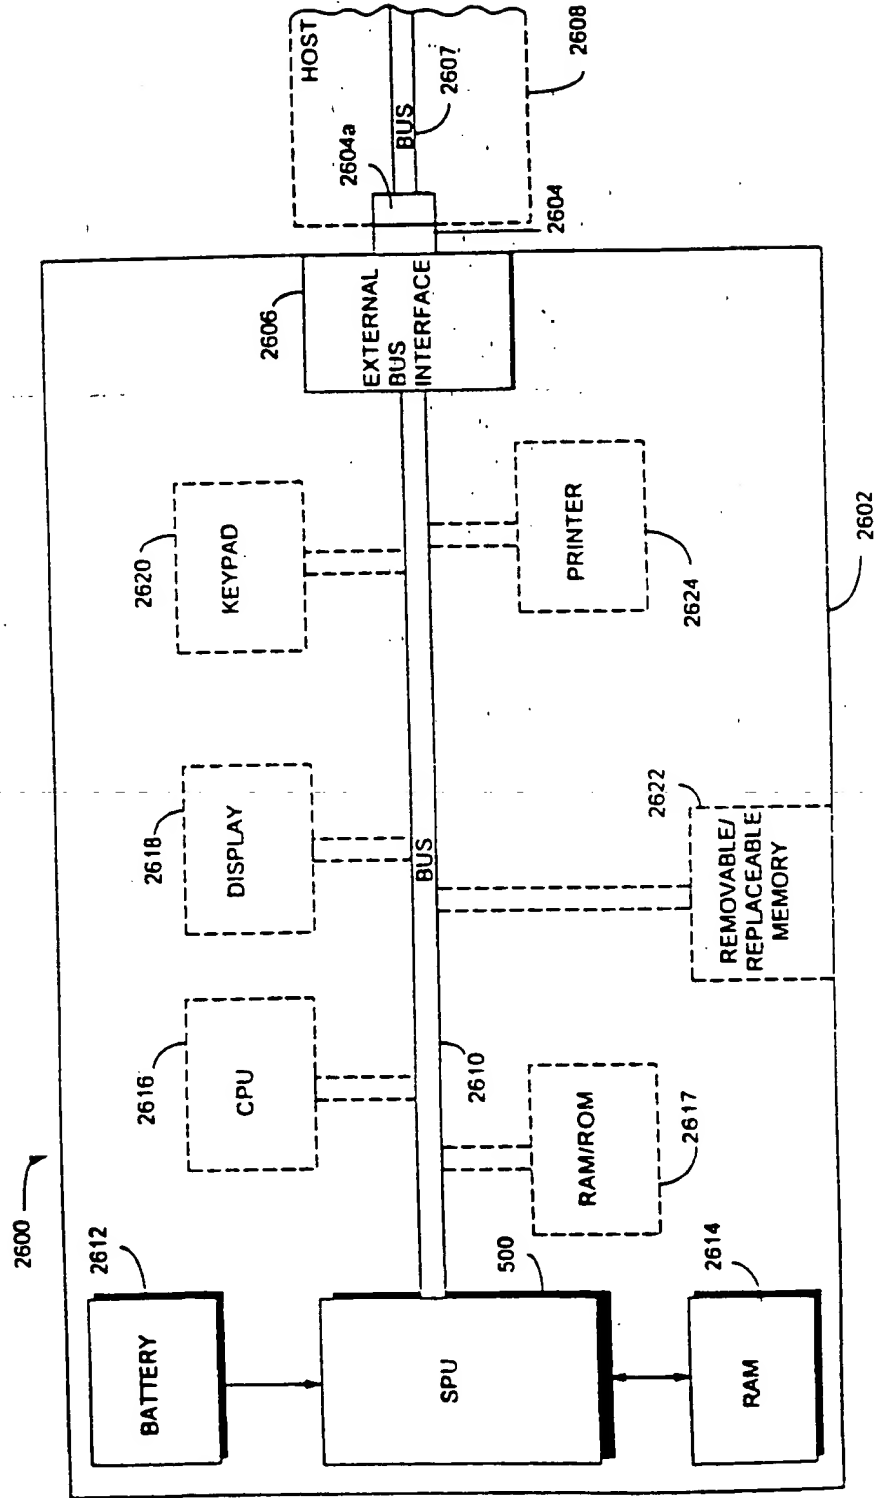 2600
BATTERY
2612
SPU
500
RAM
2614
CPU
2616
RAM/ROM
2617
2610
BUS
DISPLAY
2618
REMOVABLE/
REPLACEABLE
MEMORY
2622
KEYPAD
2620
PRINTER
2624
2602
EXTERNAL
BUS
INTERFACE
2606
2604
2604a
HOST
BUS
2607
2608